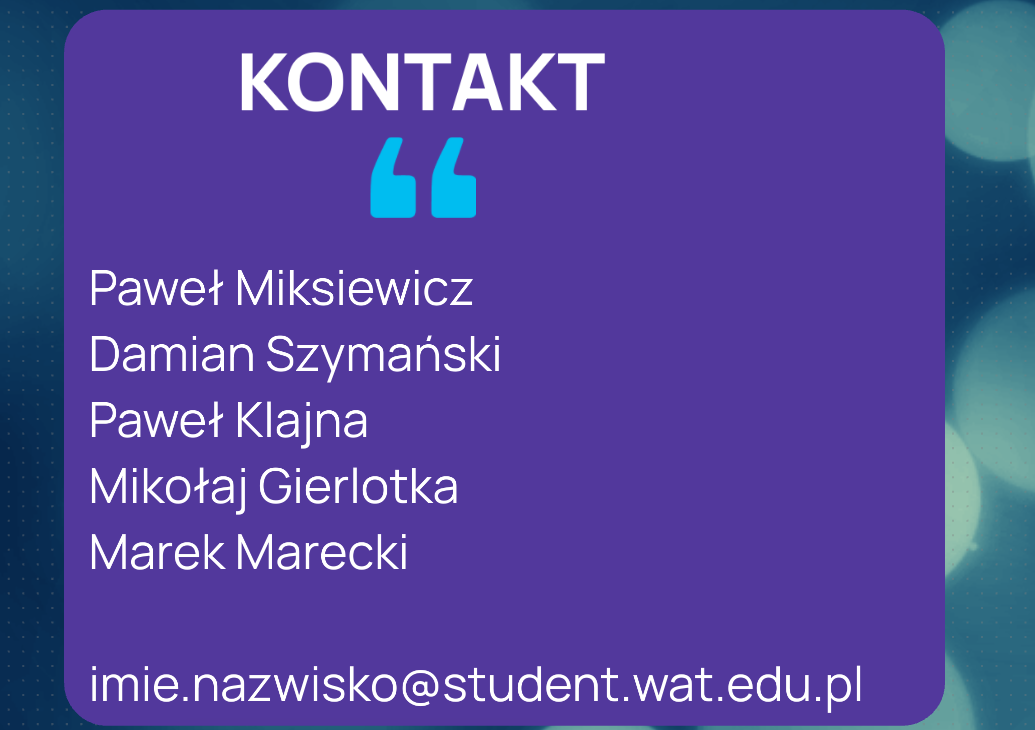 KONTAKT
Paweł Miksiewicz
Damian Szymański
Paweł Klajna
Mikołaj Gierlotka
Marek Marecki
imie.nazwisko@student.wat.edu.pl